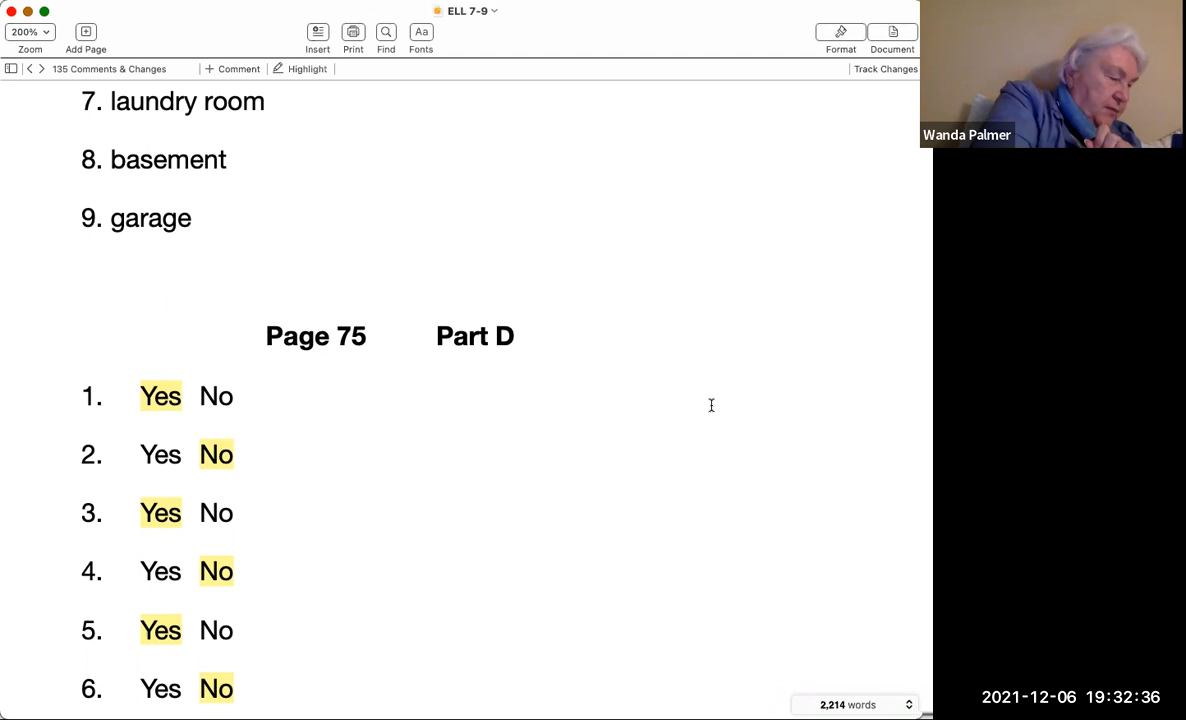 ELL 7-9
200%
Zoom Add Page Insert Print Find Fonts Format Document
135 Comments & Changes + Comment Highlight Track Changes
7. laundry room
8. basement
9. garage
Page 75 Part D
1. Yes No
2. Yes No
3. Yes No
4. Yes No
5. Yes No
6. Yes No
2,214 words
Wanda Palmer
2021-12-06 19:32:36